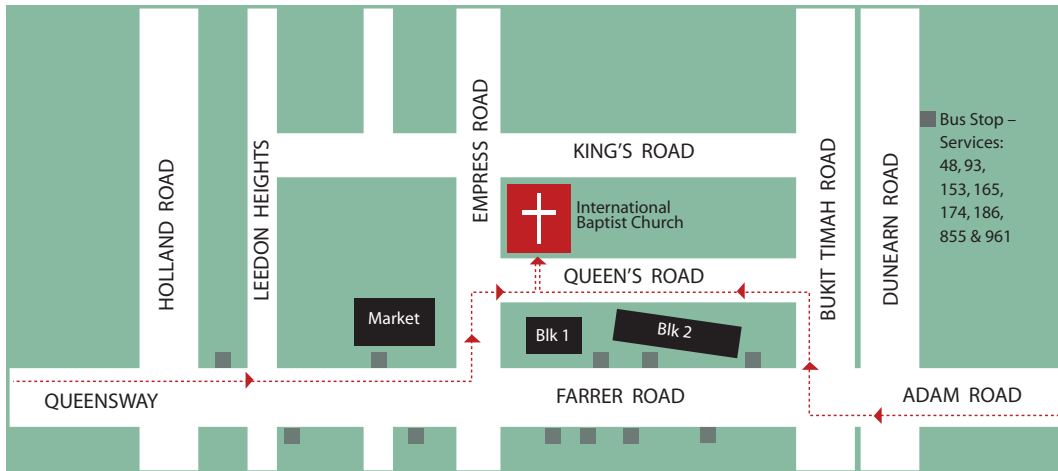 HOLLAND ROAD
LEEDON HEIGHTS
EMPRESS ROAD
KING'S ROAD
BUKIT TIMAH ROAD
DUNEARN ROAD
Bus Stop –
Services:
48, 93,
153, 165,
174, 186,
855 & 961
International
Baptist Church
QUEEN'S ROAD
Market
Blk 1
Blk 2
QUEENSWAY
FARRER ROAD
ADAM ROAD